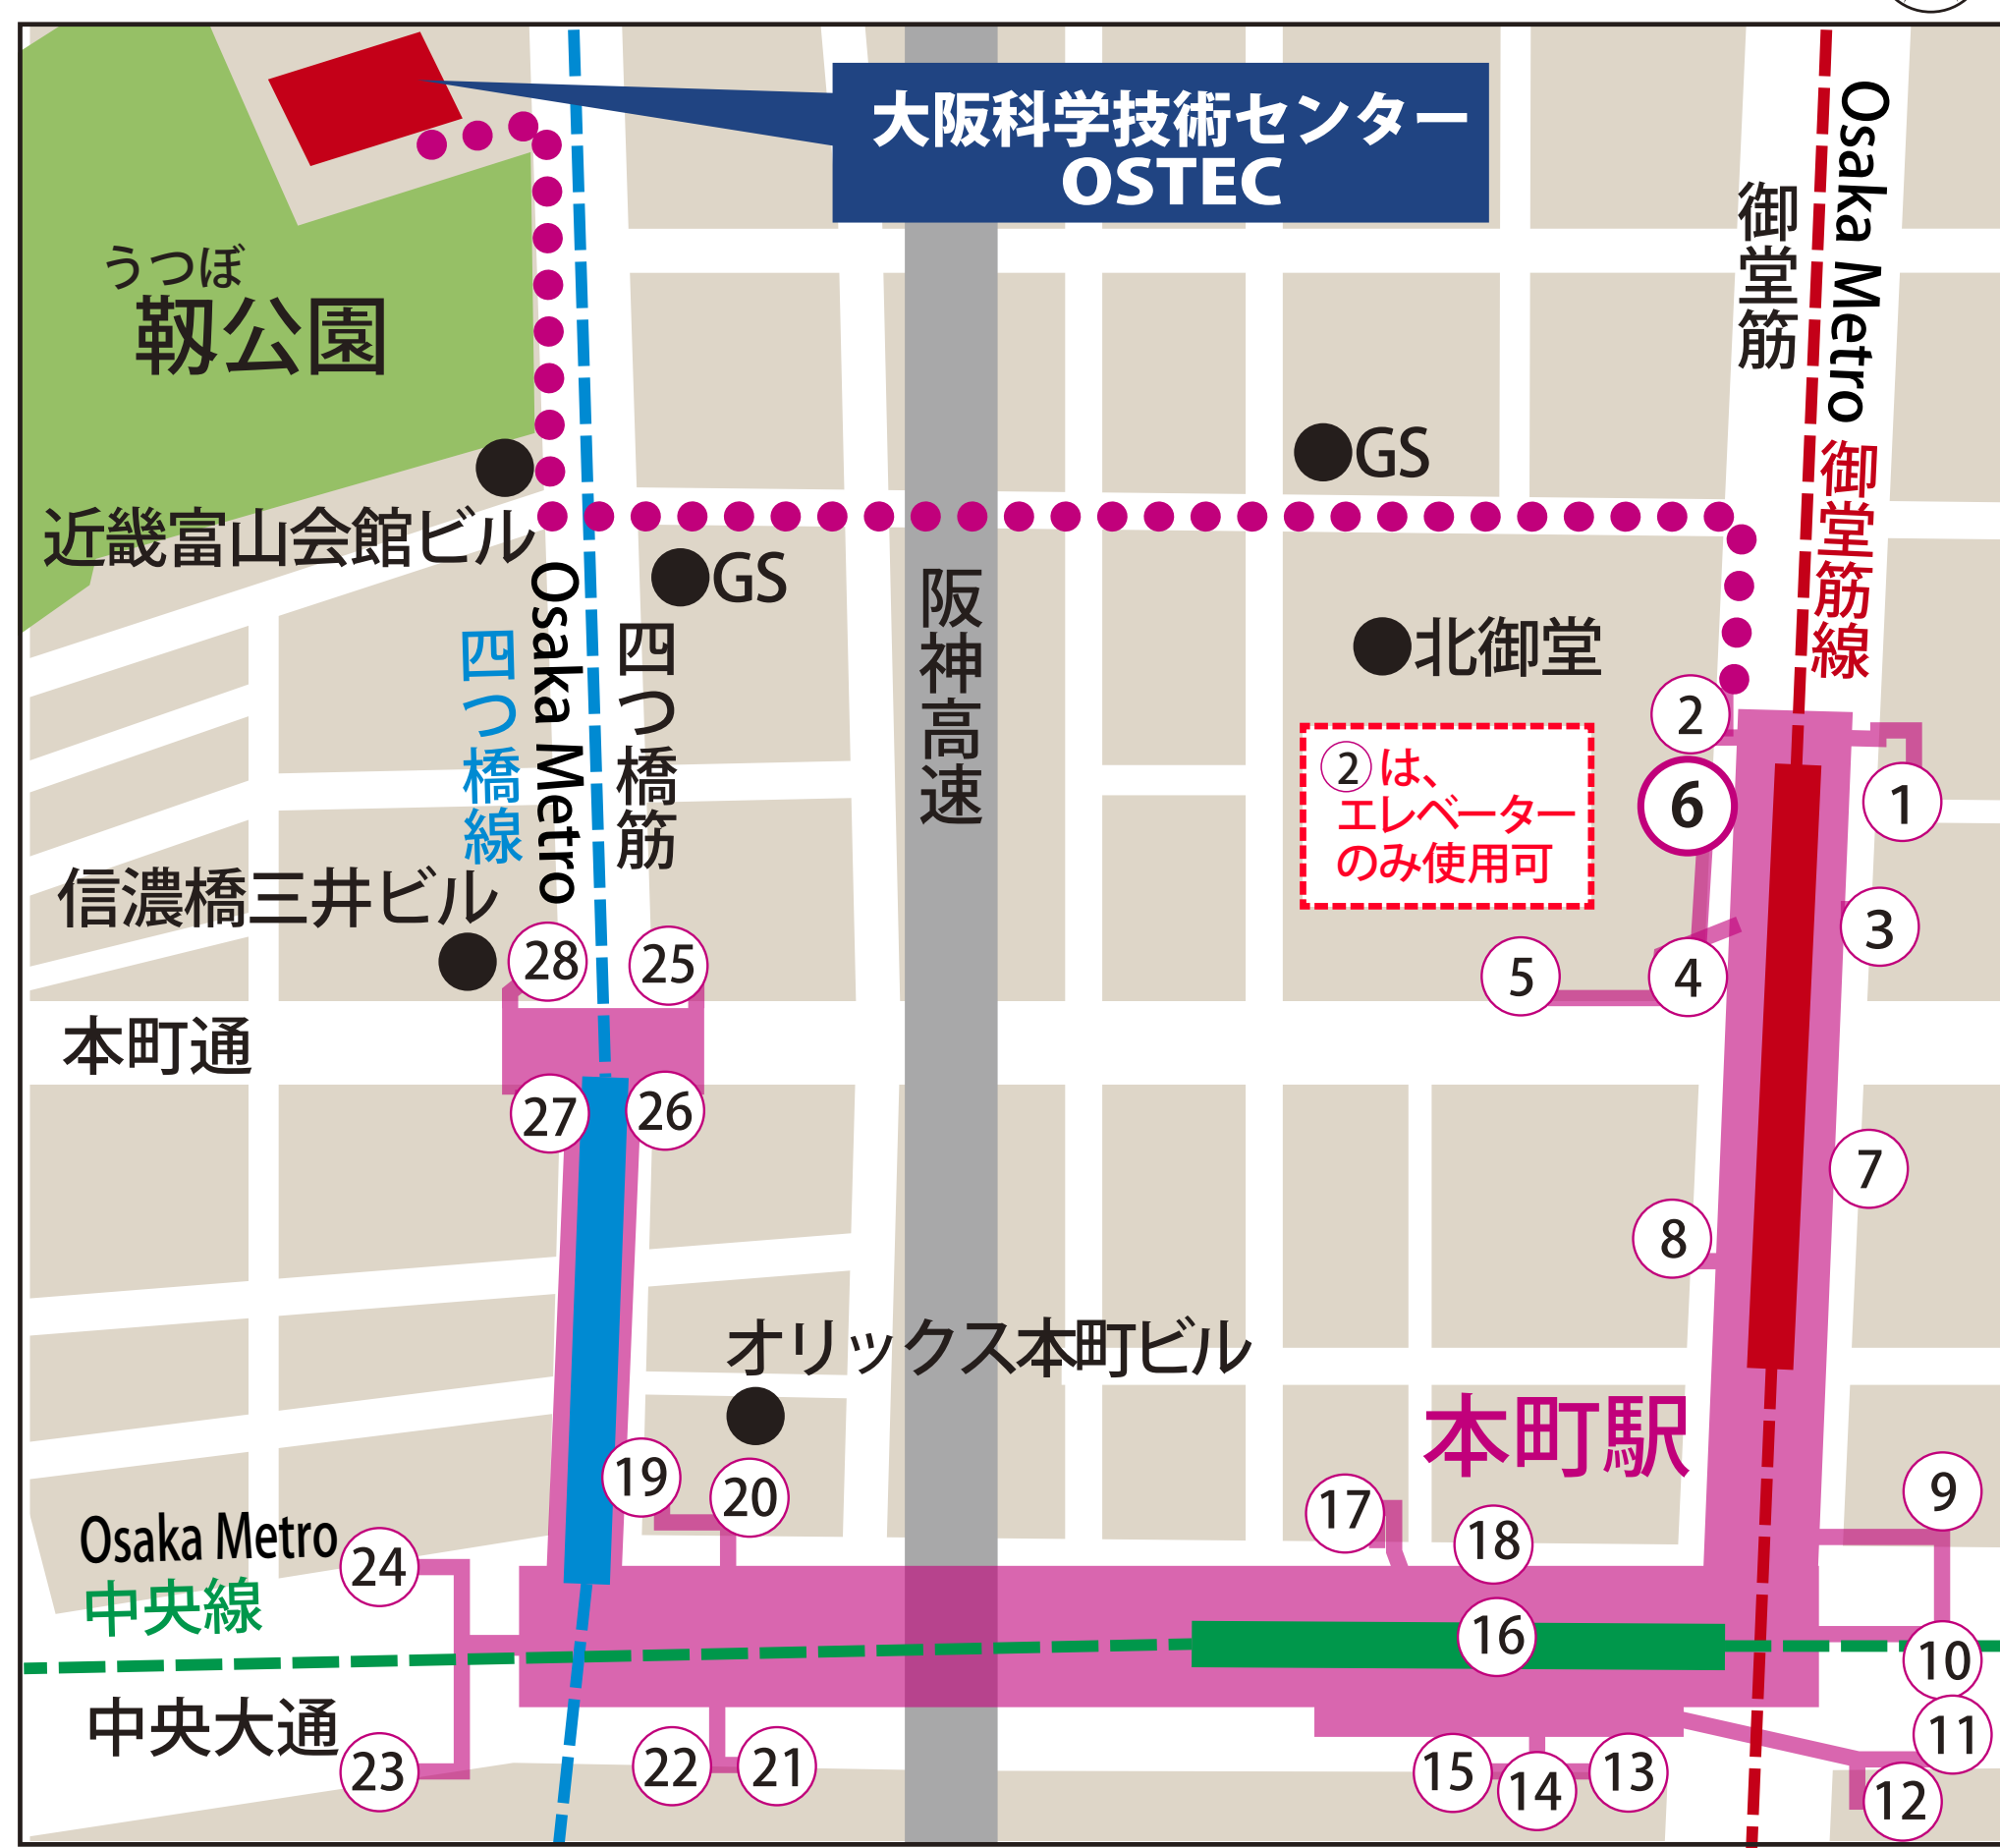 大阪科学技術センター
OSTEC
Osaka Metro
御堂筋線
御堂筋
うつぼ
靱公園
GS
近畿富山会館ビル
GS
Osaka Metro
四つ橋線
四つ橋筋
阪神高速
北御堂
②は、
エレベーター
のみ使用可
2
6
1
3
5
4
信濃橋三井ビル
28
25
本町通
27
26
7
8
オリックス本町ビル
本町駅
19
20
17
18
9
Osaka Metro
中央線
24
16
10
中央大通
23
22
21
15
14
13
11
12